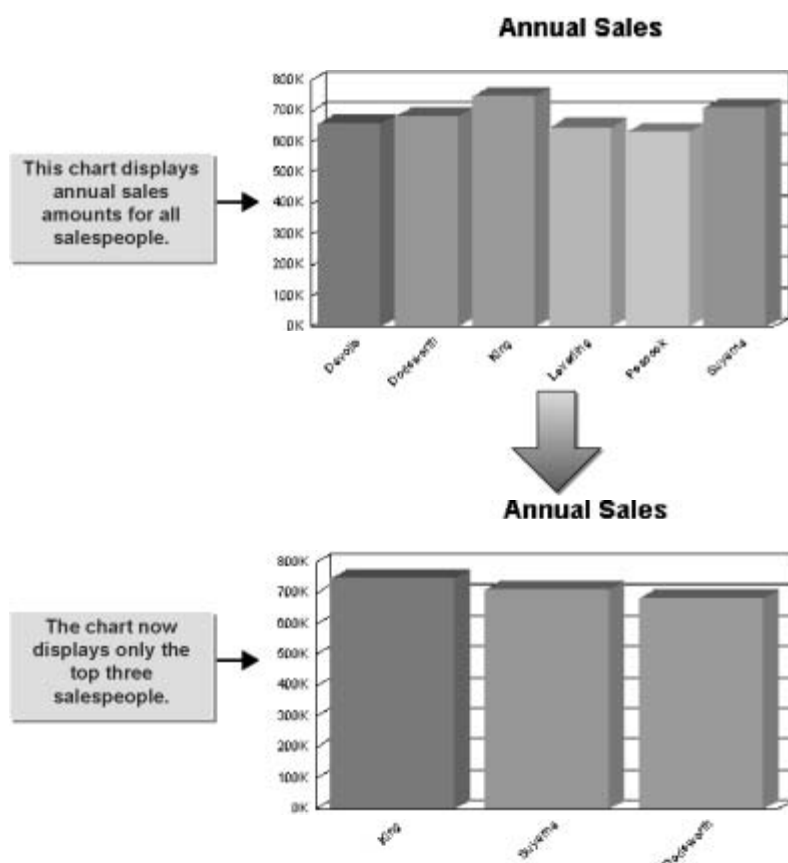 Annual Sales
800K
700K
600K
500K
400K
300K
200K
100K
0K
Davolio
Dodsworth
King
Leverling
Peacock
Suyama
This chart displays
annual sales
amounts for all
salespeople.
Annual Sales
800K
700K
600K
500K
400K
300K
200K
100K
0K
King
Suyama
Dodsworth
The chart now
displays only the
top three
salespeople.